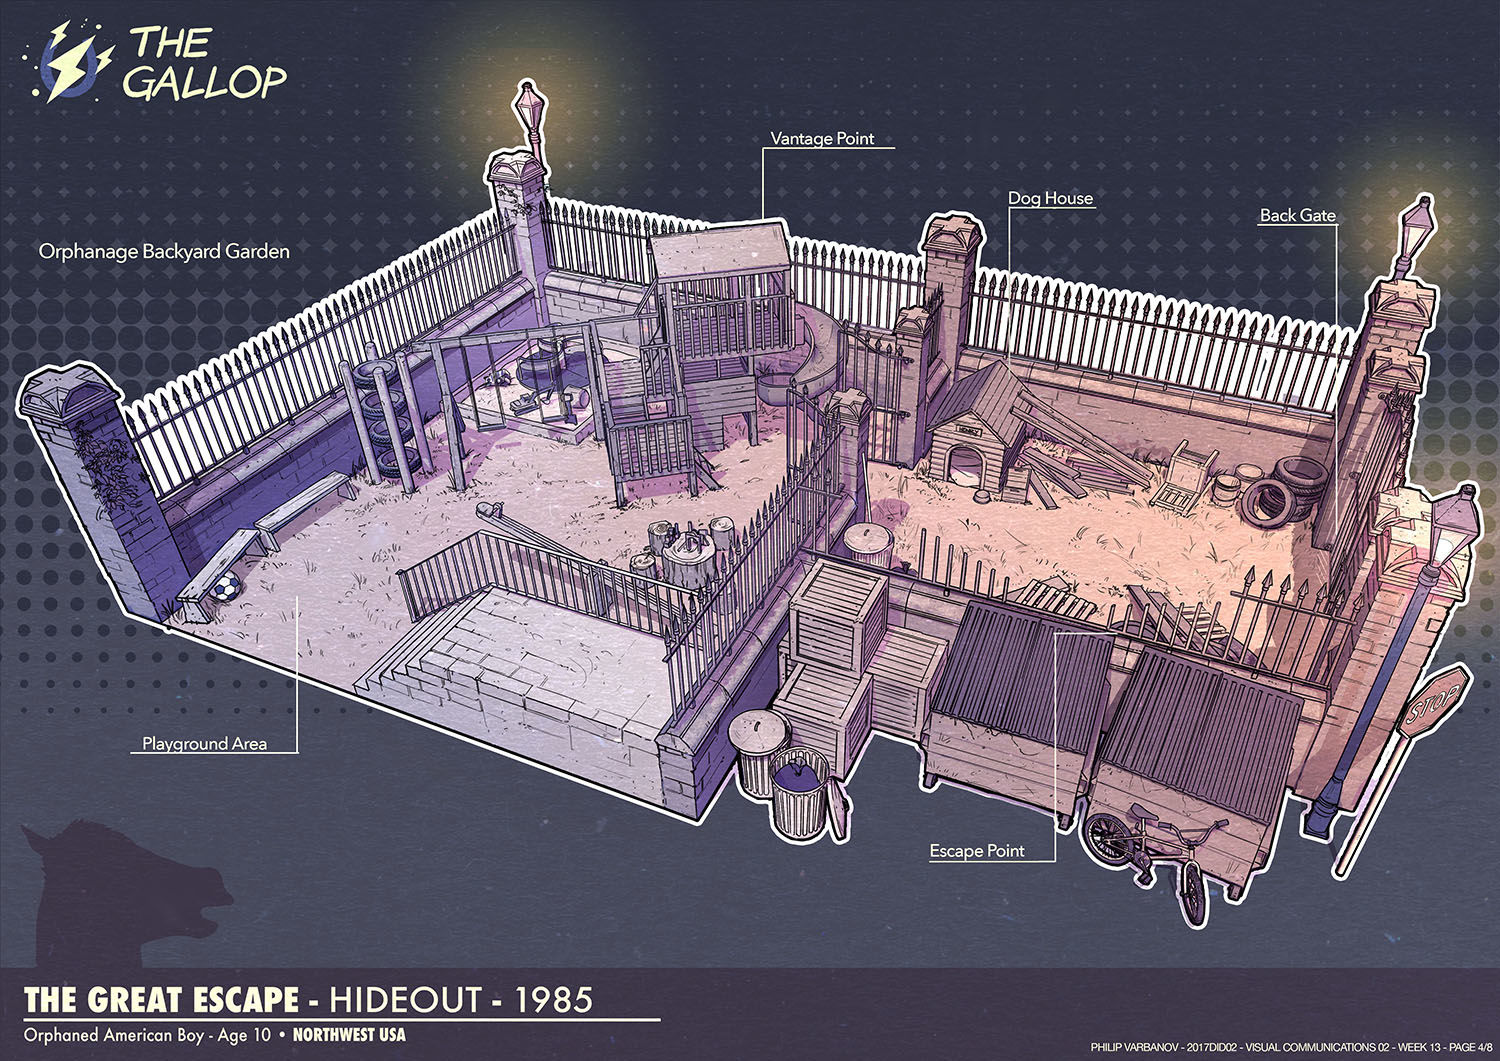 THE
GALLOP
Vantage Point
Dog House
Back Gate
Orphanage Backyard Garden
STOP
Playground Area
Escape Point
THE GREAT ESCAPE - HIDEOUT - 1985
Orphaned American Boy - Age 10 • NORTHWEST USA
PHILIP VARBANOV - 2017DID02 - VISUAL COMMUNICATIONS 02 - WEEK 13 - PAGE 4/8